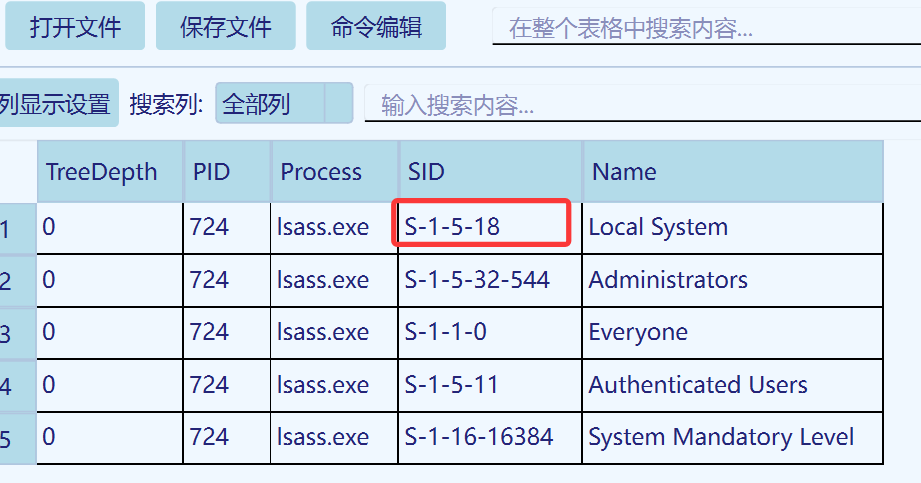 打开文件 保存文件 命令编辑 在整个表格中搜索内容...
列显示设置 搜索列: 全部列 输入搜索内容...
TreeDepth PID Process SID Name
1 0 724 lsass.exe S-1-5-18 Local System
2 0 724 lsass.exe S-1-5-32-544 Administrators
3 0 724 lsass.exe S-1-1-0 Everyone
4 0 724 lsass.exe S-1-5-11 Authenticated Users
5 0 724 lsass.exe S-1-16-16384 System Mandatory Level